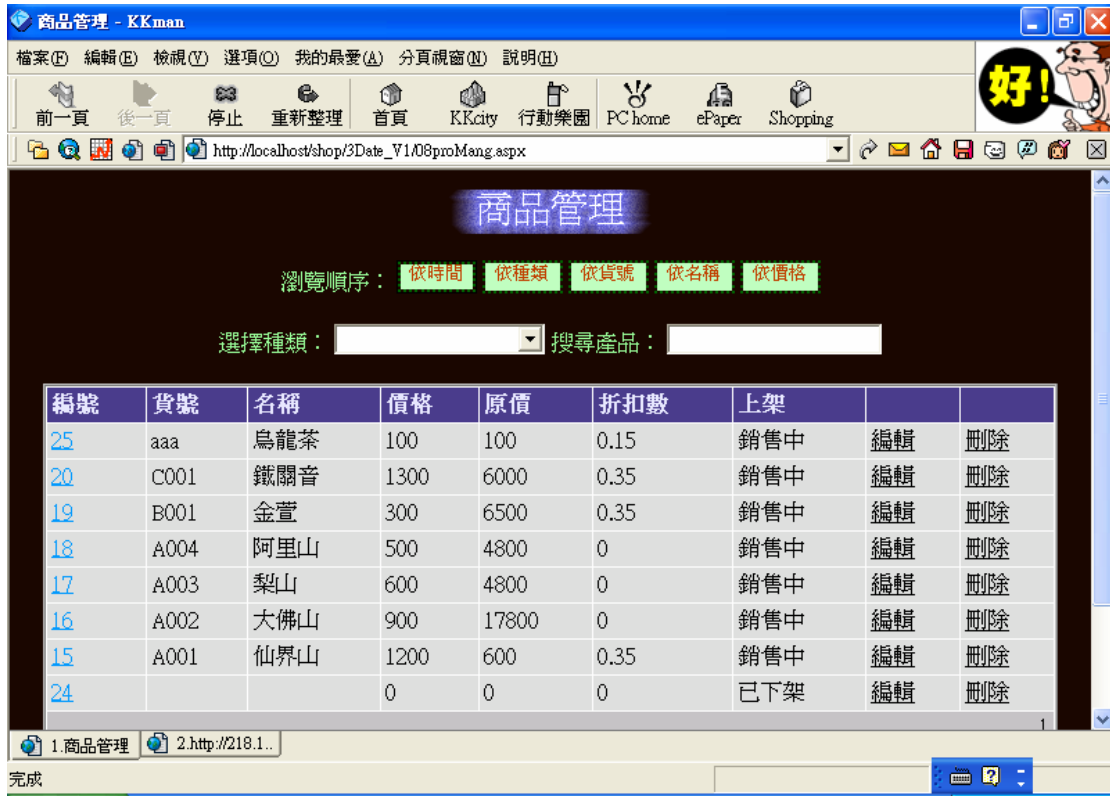 商品管理 - KKman
檔案(F) 編輯(E) 檢視(V) 選項(O) 我的最愛(A) 分頁視窗(N) 說明(H)
好!
前一頁 後一頁 停止 重新整理 首頁 KKcity 行動樂園 PChome ePaper Shopping
http://localhost/shop/3Date_V1/08proMang.aspx
商品管理
瀏覽順序： 依時間 依種類 依貨號 依名稱 依價格
選擇種類： 搜尋產品：
編號 貨號 名稱 價格 原價 折扣數 上架
25 aaa 烏龍茶 100 100 0.15 銷售中 編輯 刪除
20 C001 鐵關音 1300 6000 0.35 銷售中 編輯 刪除
19 B001 金萱 300 6500 0.35 銷售中 編輯 刪除
18 A004 阿里山 500 4800 0 銷售中 編輯 刪除
17 A003 梨山 600 4800 0 銷售中 編輯 刪除
16 A002 大佛山 900 17800 0 銷售中 編輯 刪除
15 A001 仙界山 1200 600 0.35 銷售中 編輯 刪除
24 0 0 0 已下架 編輯 刪除
1
1.商品管理 2.http://218.1..
完成